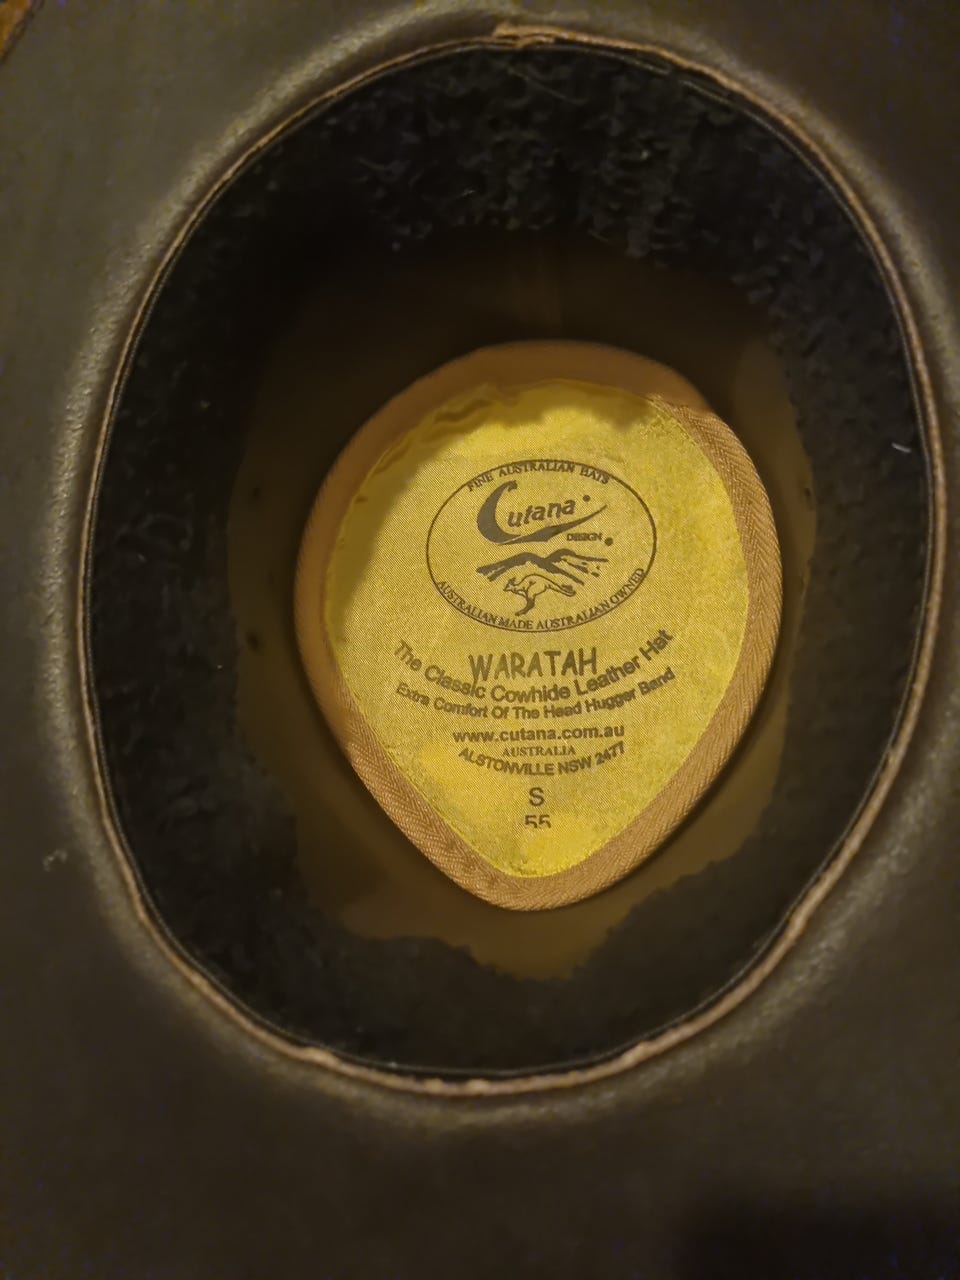 FINE AUSTRALIAN HATS
Cutana
DESIGN
AUSTRALIAN MADE AUSTRALIAN OWNED
WARATAH
The Classic Cowhide Leather Hat
Extra Comfort Of The Head Hugger Band
www.cutana.com.au
AUSTRALIA
ALSTONVILLE NSW 2477
S
55